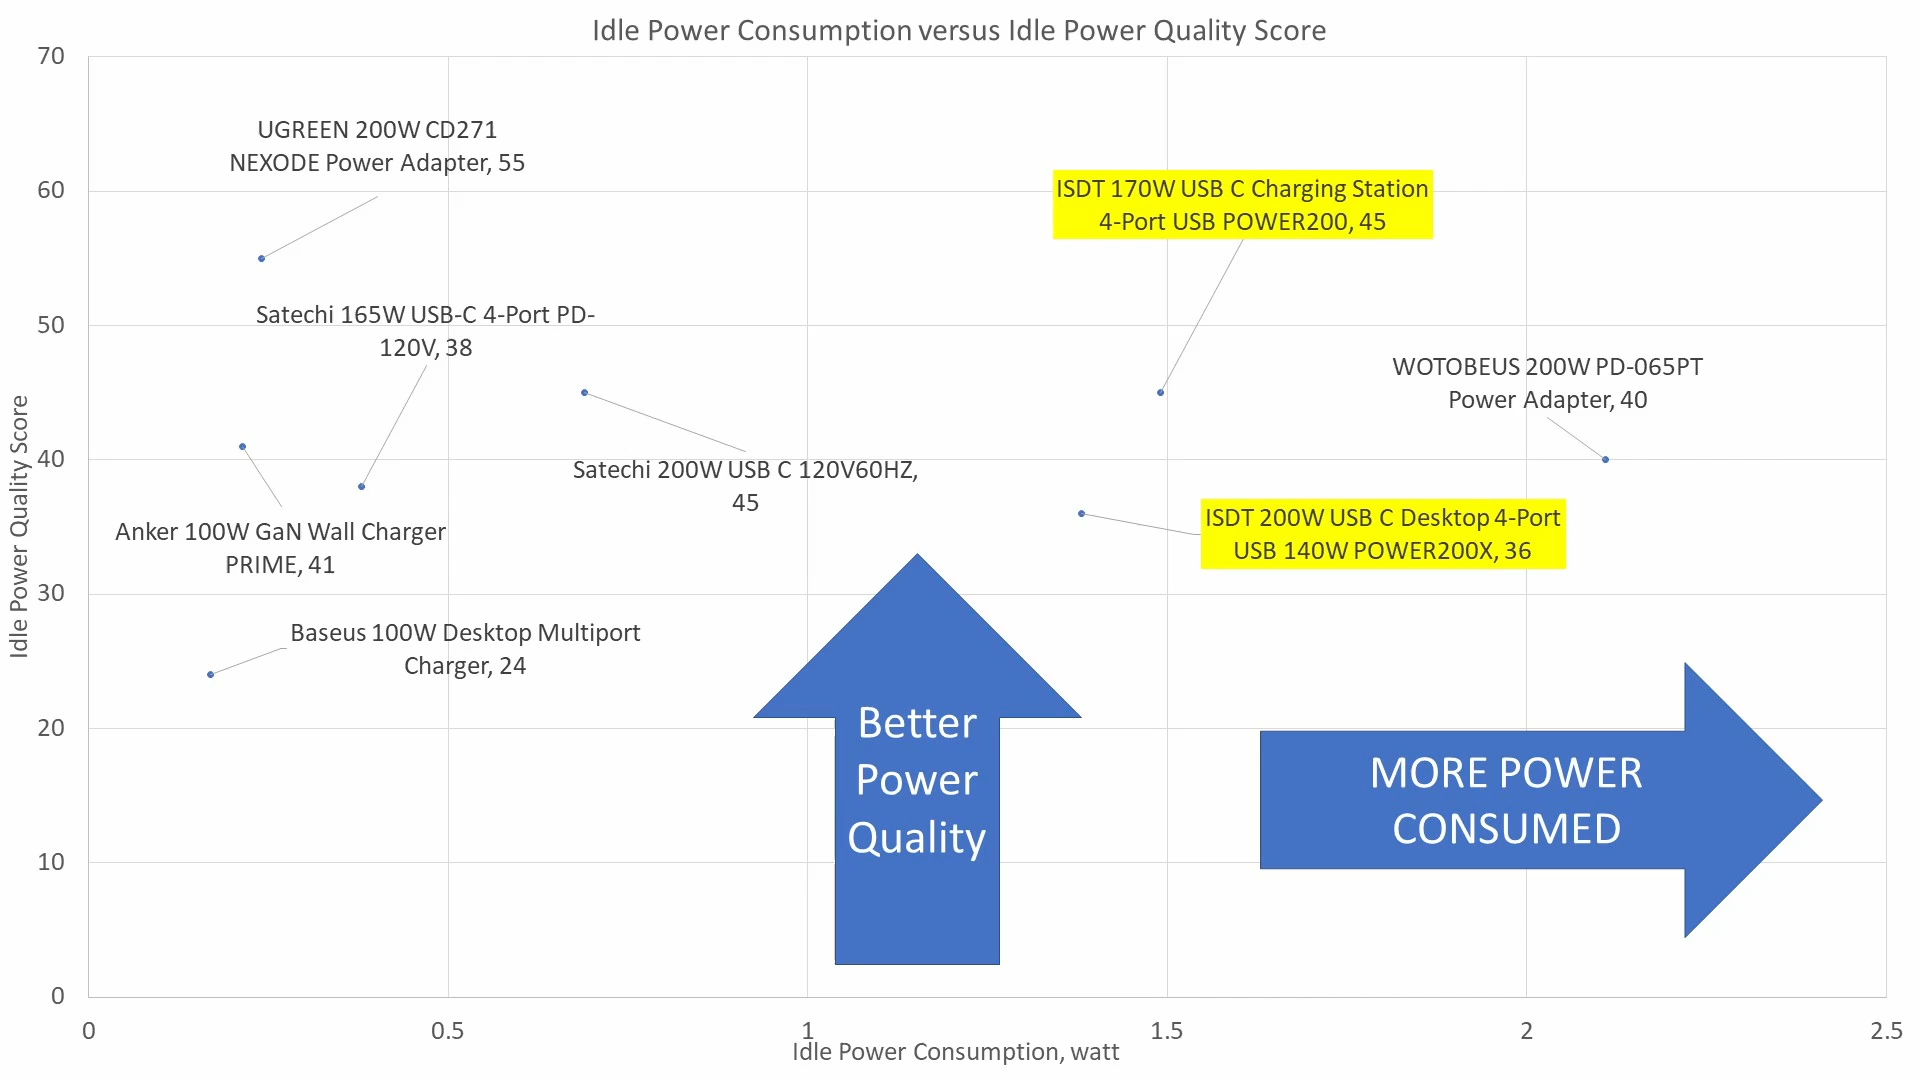 Idle Power Consumption versus Idle Power Quality Score
70
UGREEN 200W CD271
NEXODE Power Adapter, 55
60
ISDT 170W USB C Charging Station
4-Port USB POWER200, 45
Satechi 165W USB-C 4-Port PD-
120V, 38
50
WOTOBEUS 200W PD-065PT
Power Adapter, 40
Idle Power Quality Score
40
Satechi 200W USB C 120V60HZ,
45
Anker 100W GaN Wall Charger
PRIME, 41
ISDT 200W USB C Desktop 4-Port
USB 140W POWER200X, 36
30
Baseus 100W Desktop Multiport
Charger, 24
20
Better
Power
Quality
MORE POWER
CONSUMED
10
0
0 0.5 1 1.5 2 2.5
Idle Power Consumption, watt